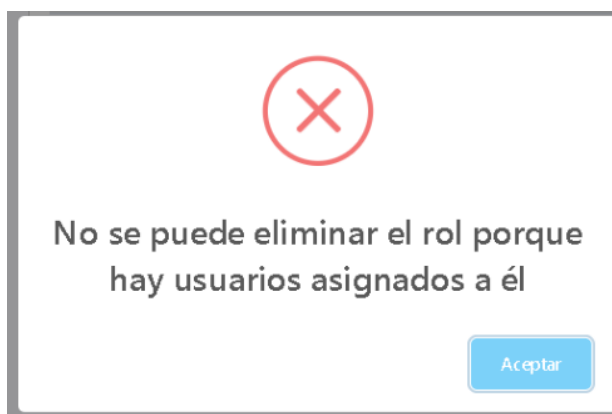 No se puede eliminar el rol porque
hay usuarios asignados a él
Aceptar